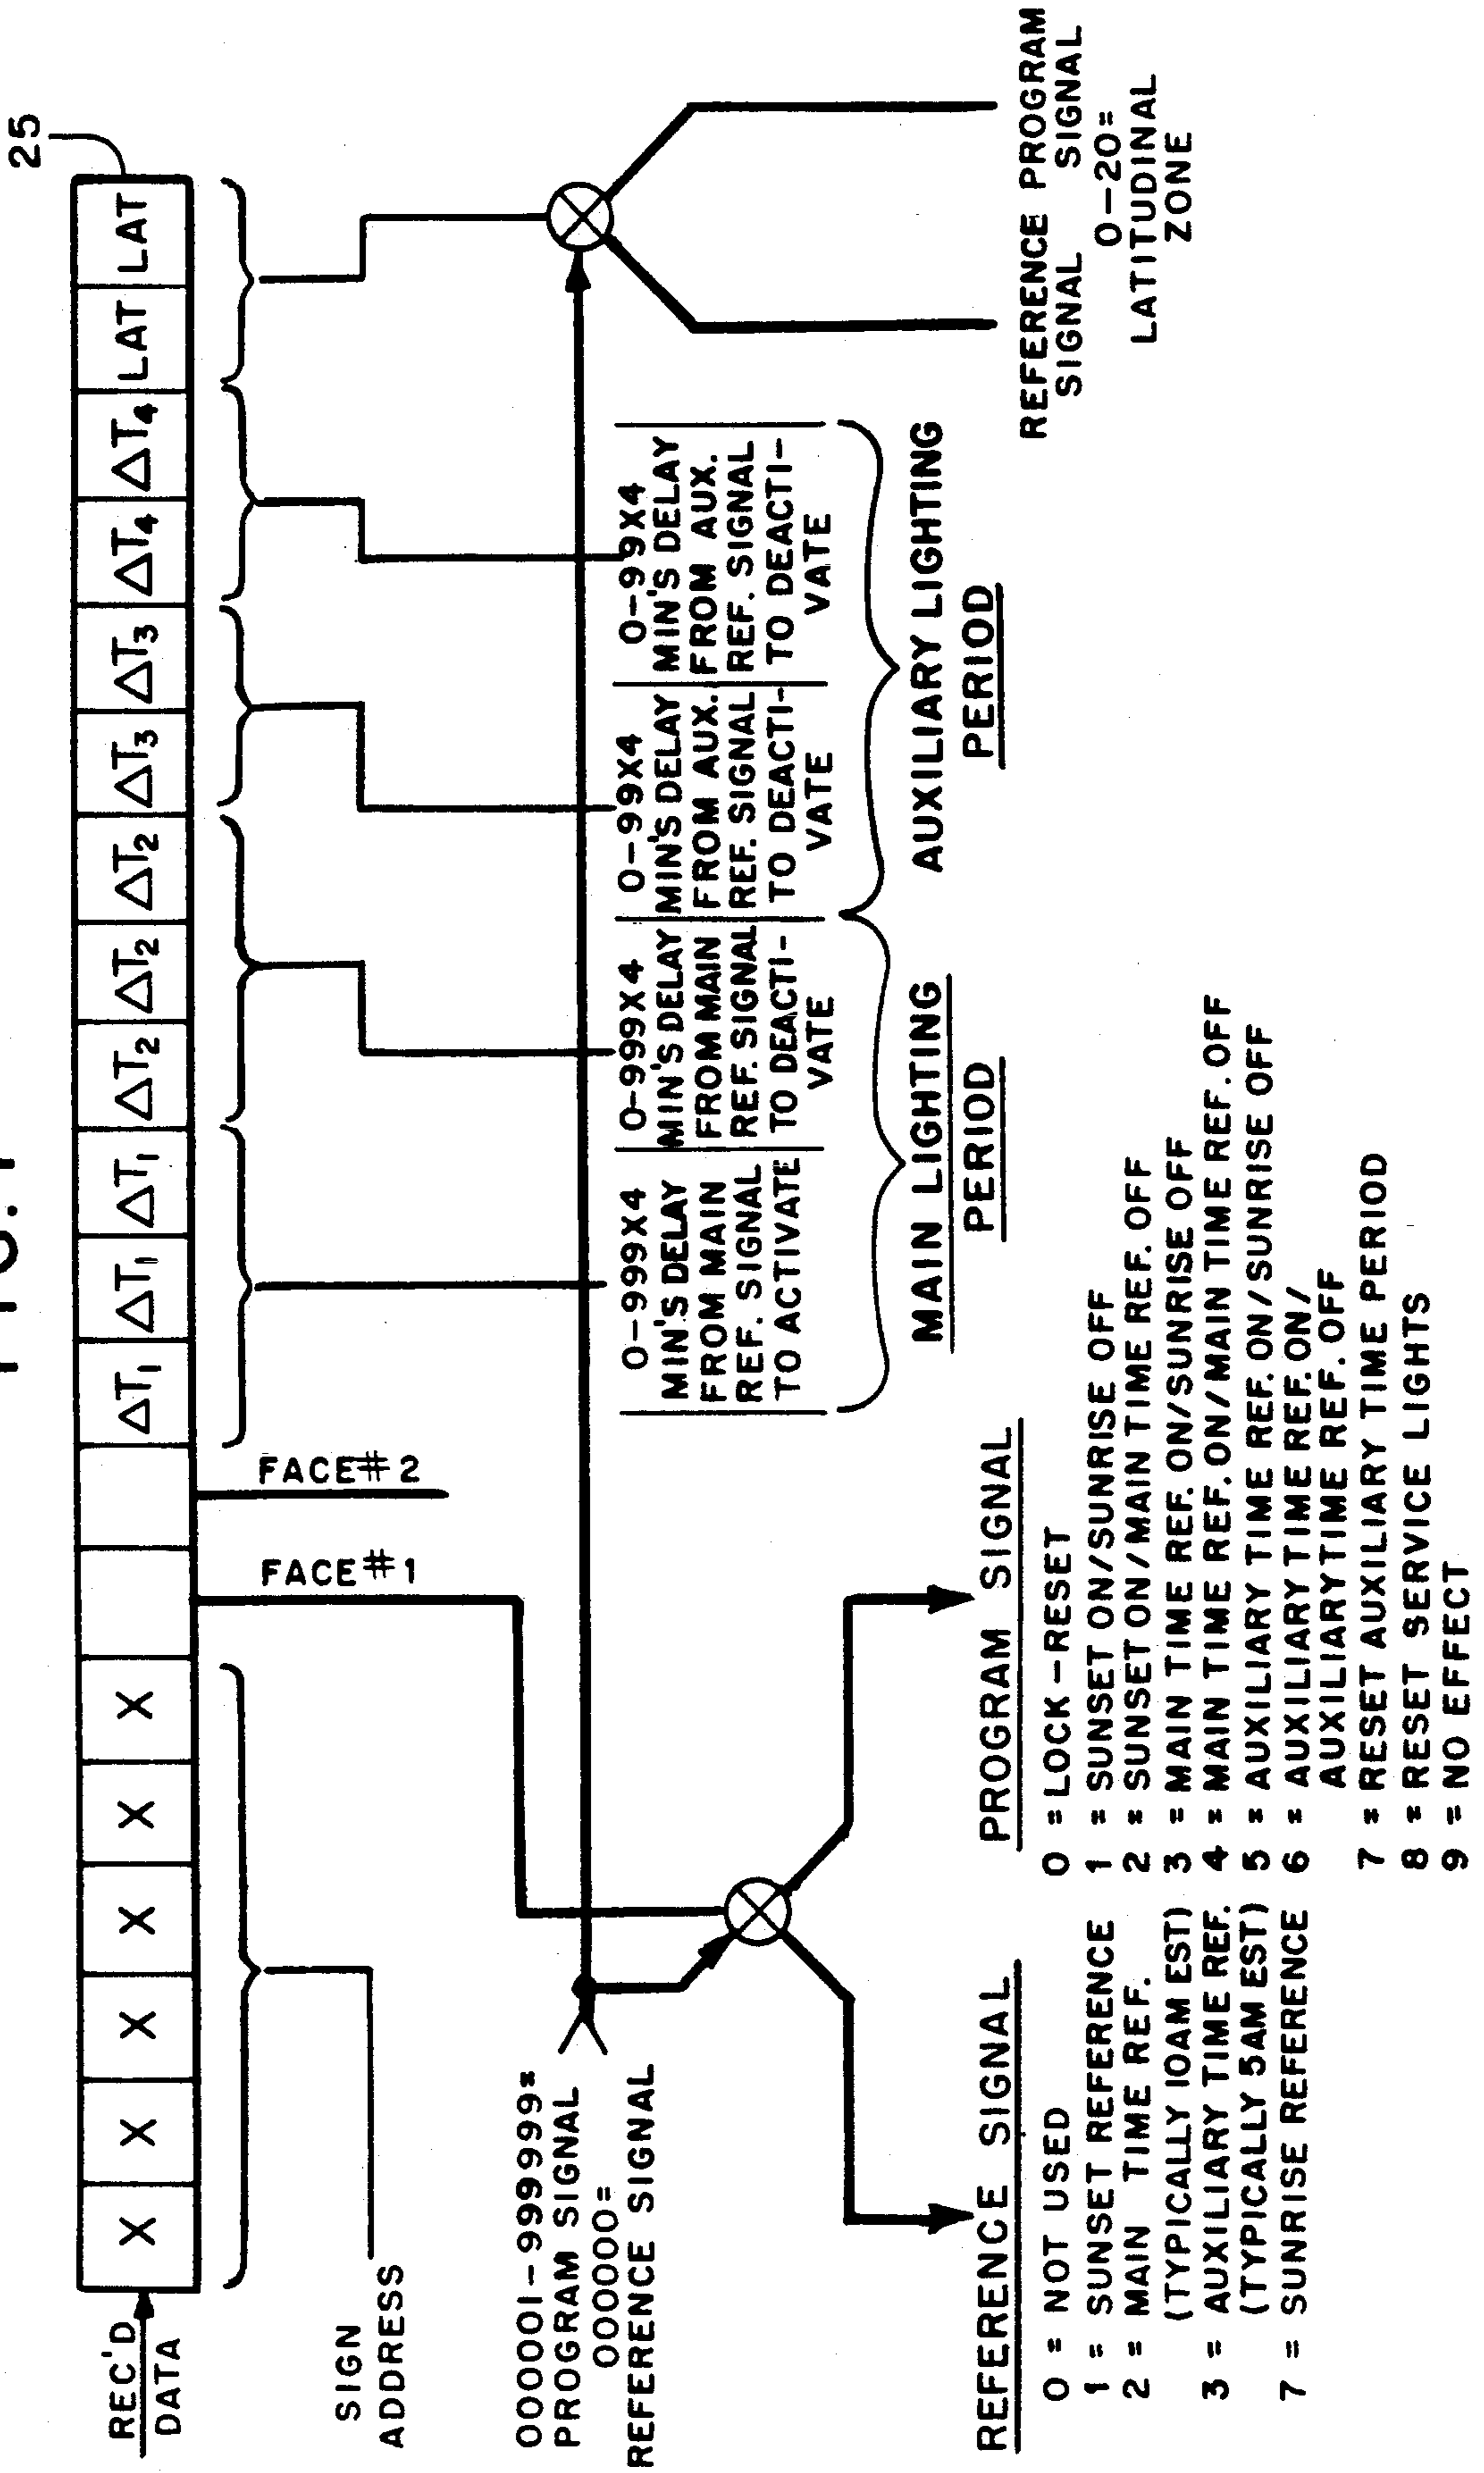 25
REC'D
DATA
X X X X X X ΔT1 ΔT1 ΔT1 ΔT2 ΔT2 ΔT2 ΔT3 ΔT3 ΔT4 ΔT4 LAT LAT
SIGN
ADDRESS
FACE#1
FACE#2
000001-999999=
PROGRAM SIGNAL
000000=
REFERENCE SIGNAL
0-999X4
MIN'S DELAY
FROM MAIN
REF. SIGNAL
TO ACTIVATE
0-999X4
MIN'S DELAY
FROM MAIN
REF. SIGNAL
TO DEACTI-
VATE
0-99X4
MIN'S DELAY
FROM AUX.
REF. SIGNAL
TO DEACTI-
VATE
0-99X4
MIN'S DELAY
FROM AUX.
REF. SIGNAL
TO DEACTI-
VATE
MAIN LIGHTING
PERIOD
AUXILIARY LIGHTING
PERIOD
REFERENCE
SIGNAL
PROGRAM
SIGNAL
0-20=
LATITUDINAL
ZONE
REFERENCE SIGNAL
0 = NOT USED
1 = SUNSET REFERENCE
2 = MAIN TIME REF.
(TYPICALLY 10AM EST)
3 = AUXILIARY TIME REF.
(TYPICALLY 5AM EST)
7 = SUNRISE REFERENCE
PROGRAM SIGNAL
0 = LOCK-RESET
1 = SUNSET ON/SUNRISE OFF
2 = SUNSET ON/MAIN TIME REF. OFF
3 = MAIN TIME REF. ON/SUNRISE OFF
4 = MAIN TIME REF. ON/MAIN TIME REF. OFF
5 = AUXILIARY TIME REF. ON/SUNRISE OFF
6 = AUXILIARY TIME REF. ON/
AUXILIARYTIME REF. OFF
7 = RESET AUXILIARY TIME PERIOD
8 = RESET SERVICE LIGHTS
9 = NO EFFECT